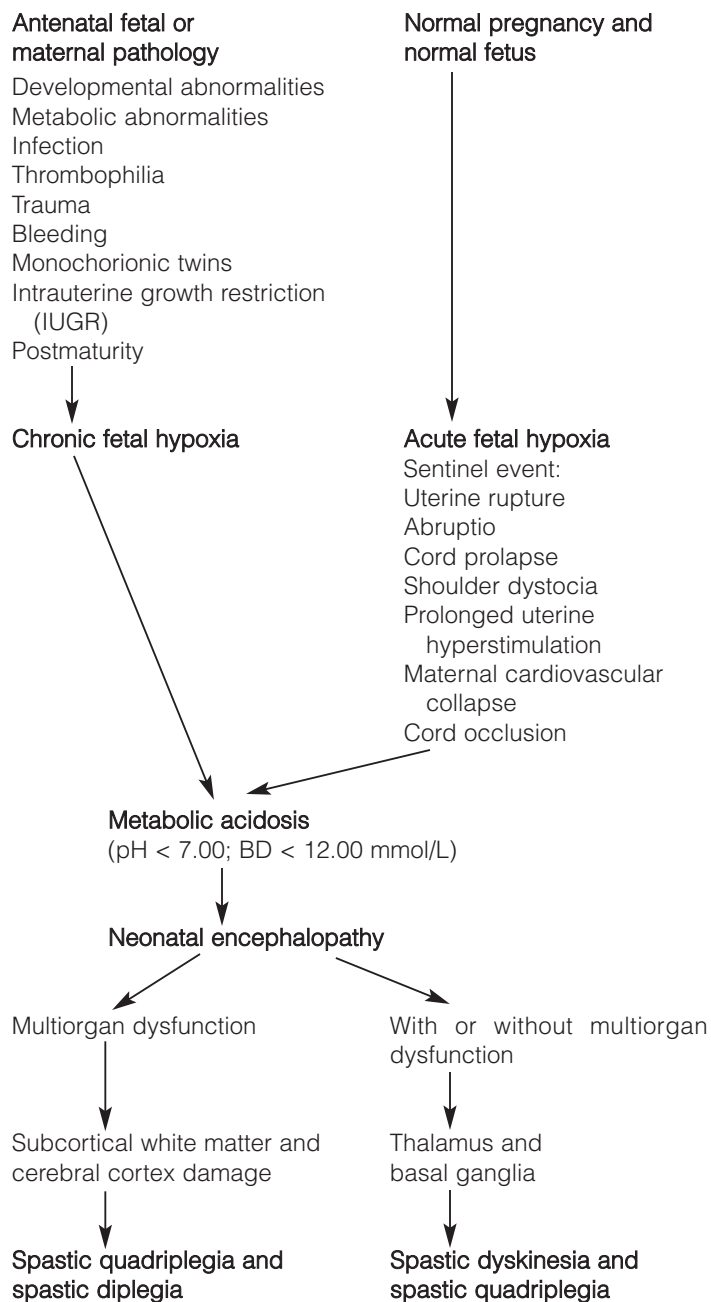 Antenatal fetal or
maternal pathology
Developmental abnormalities
Metabolic abnormalities
Infection
Thrombophilia
Trauma
Bleeding
Monochorionic twins
Intrauterine growth restriction
(IUGR)
Postmaturity
Chronic fetal hypoxia
Normal pregnancy and
normal fetus
Acute fetal hypoxia
Sentinel event:
Uterine rupture
Abruptio
Cord prolapse
Shoulder dystocia
Prolonged uterine
hyperstimulation
Maternal cardiovascular
collapse
Cord occlusion
Metabolic acidosis
(pH < 7.00; BD < 12.00 mmol/L)
Neonatal encephalopathy
Multiorgan dysfunction
Subcortical white matter and
cerebral cortex damage
Spastic quadriplegia and
spastic diplegia
With or without multiorgan
dysfunction
Thalamus and
basal ganglia
Spastic dyskinesia and
spastic quadriplegia